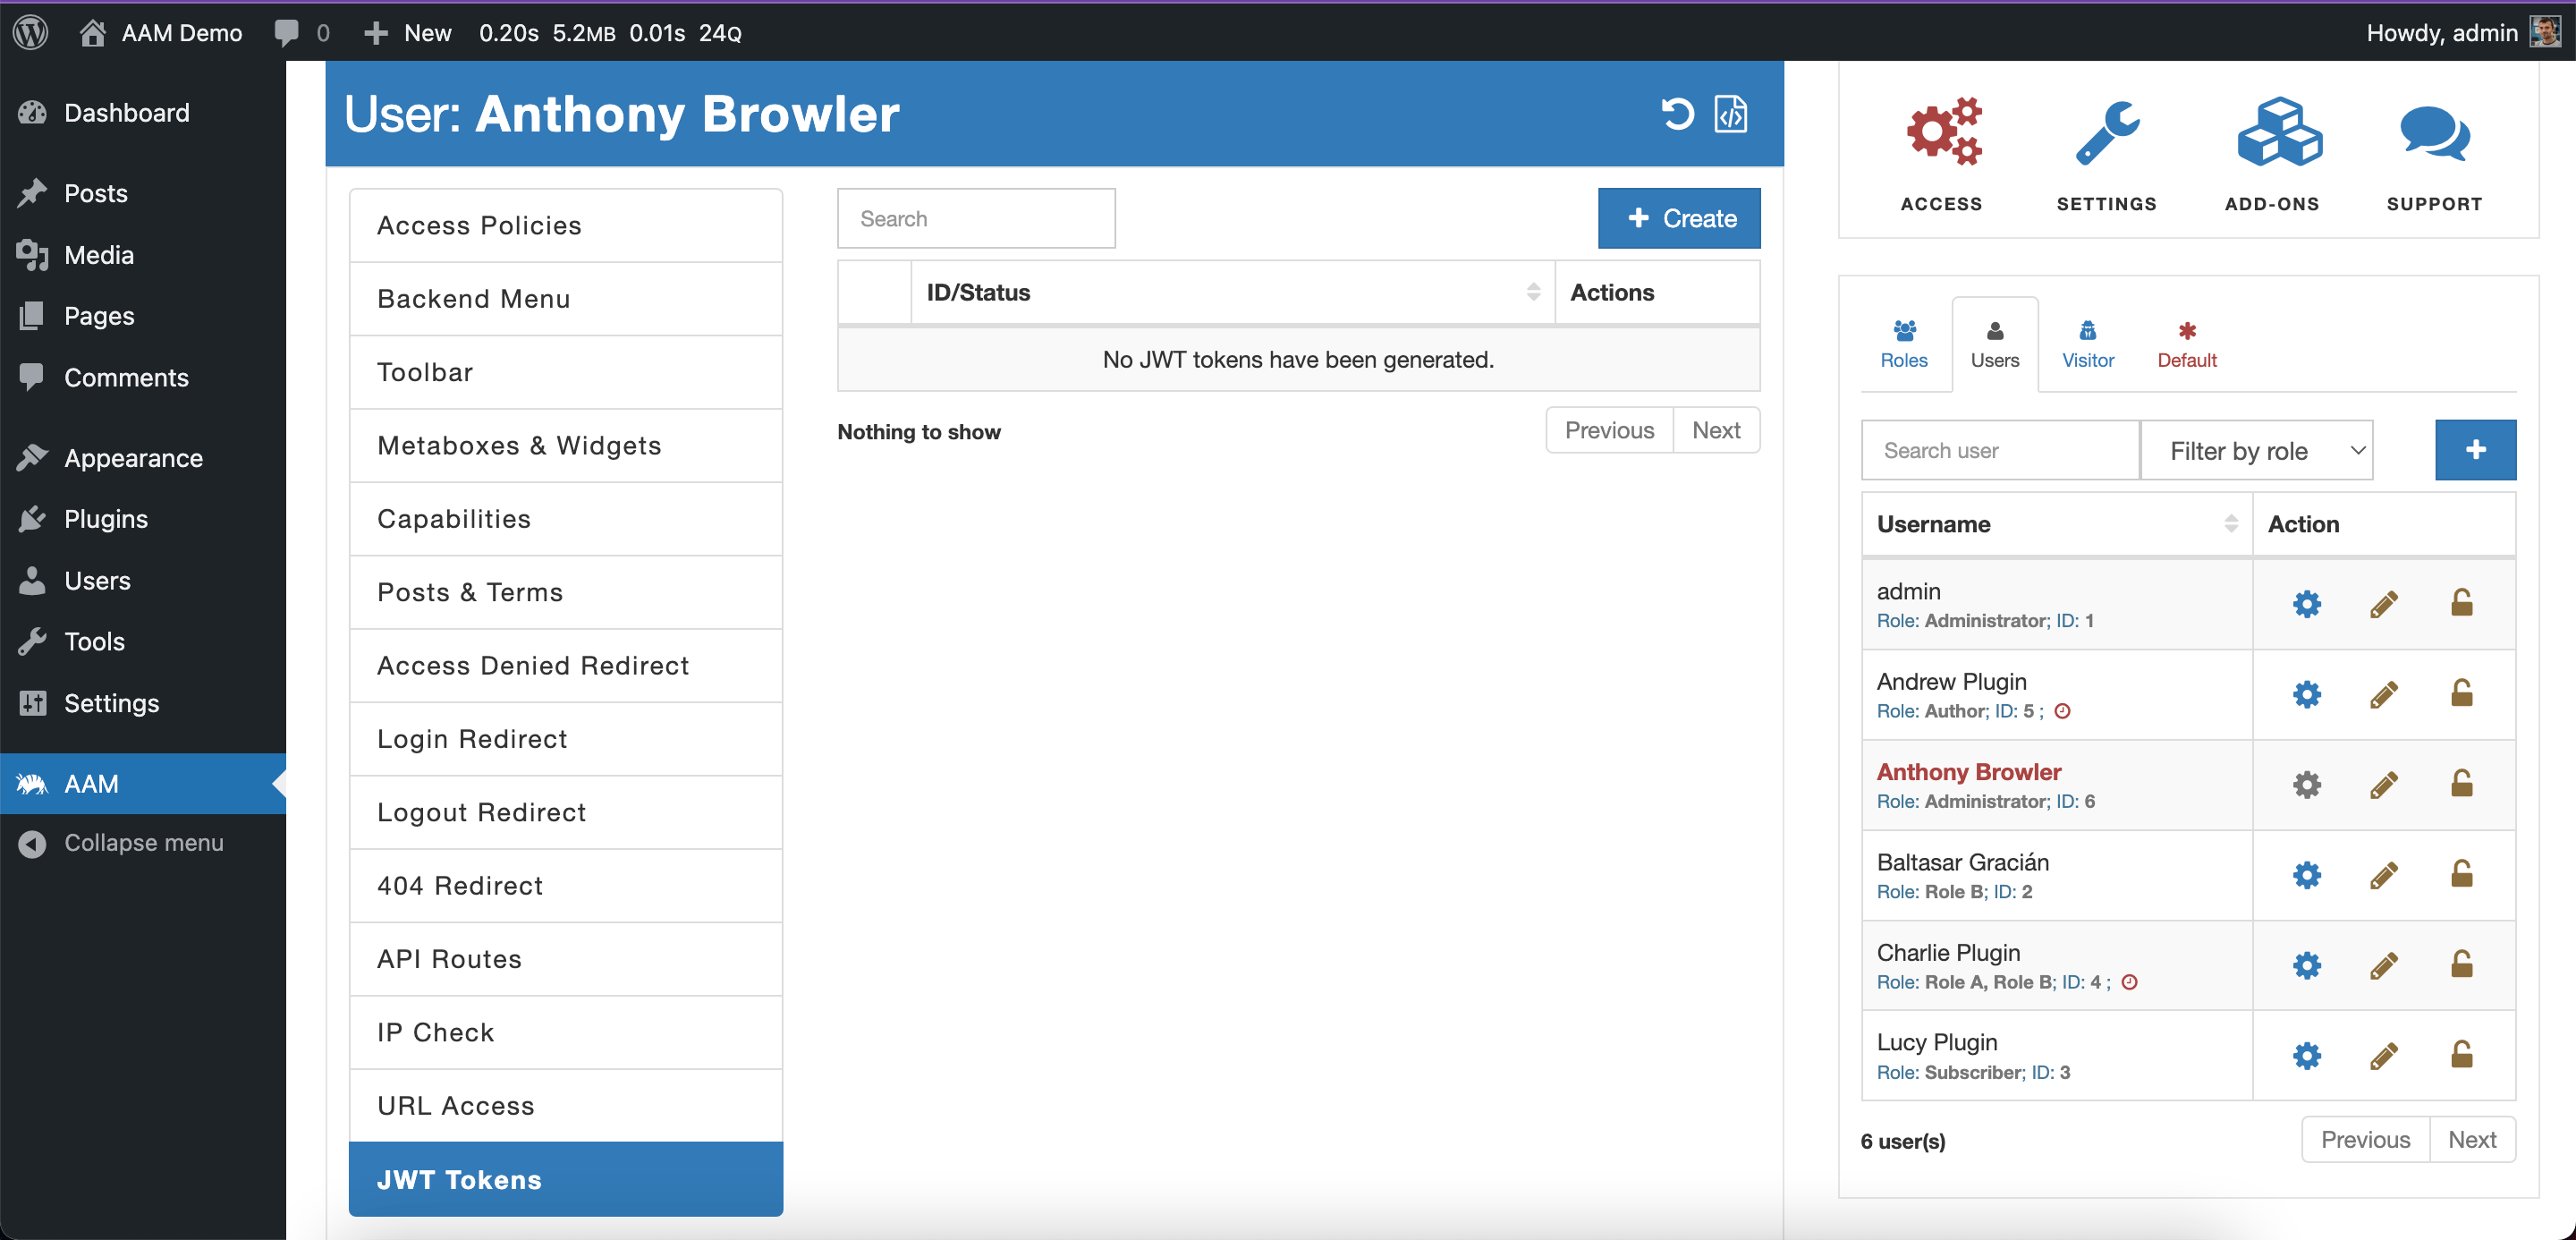 AAM Demo 0 New 0.20s 5.2MB 0.01s 24Q Howdy, admin
Dashboard
Posts
Media
Pages
Comments
Appearance
Plugins
Users
Tools
Settings
AAM
Collapse menu
User: Anthony Browler
Access Policies
Backend Menu
Toolbar
Metaboxes & Widgets
Capabilities
Posts & Terms
Access Denied Redirect
Login Redirect
Logout Redirect
404 Redirect
API Routes
IP Check
URL Access
JWT Tokens
Search
Create
ID/Status Actions
No JWT tokens have been generated.
Nothing to show
Previous Next
ACCESS SETTINGS ADD-ONS SUPPORT
Roles Users Visitor Default
Search user Filter by role
Username Action
admin
Role: Administrator; ID: 1
Andrew Plugin
Role: Author; ID: 5 ;
Anthony Browler
Role: Administrator; ID: 6
Baltasar Gracián
Role: Role B; ID: 2
Charlie Plugin
Role: Role A, Role B; ID: 4 ;
Lucy Plugin
Role: Subscriber; ID: 3
6 user(s)
Previous Next